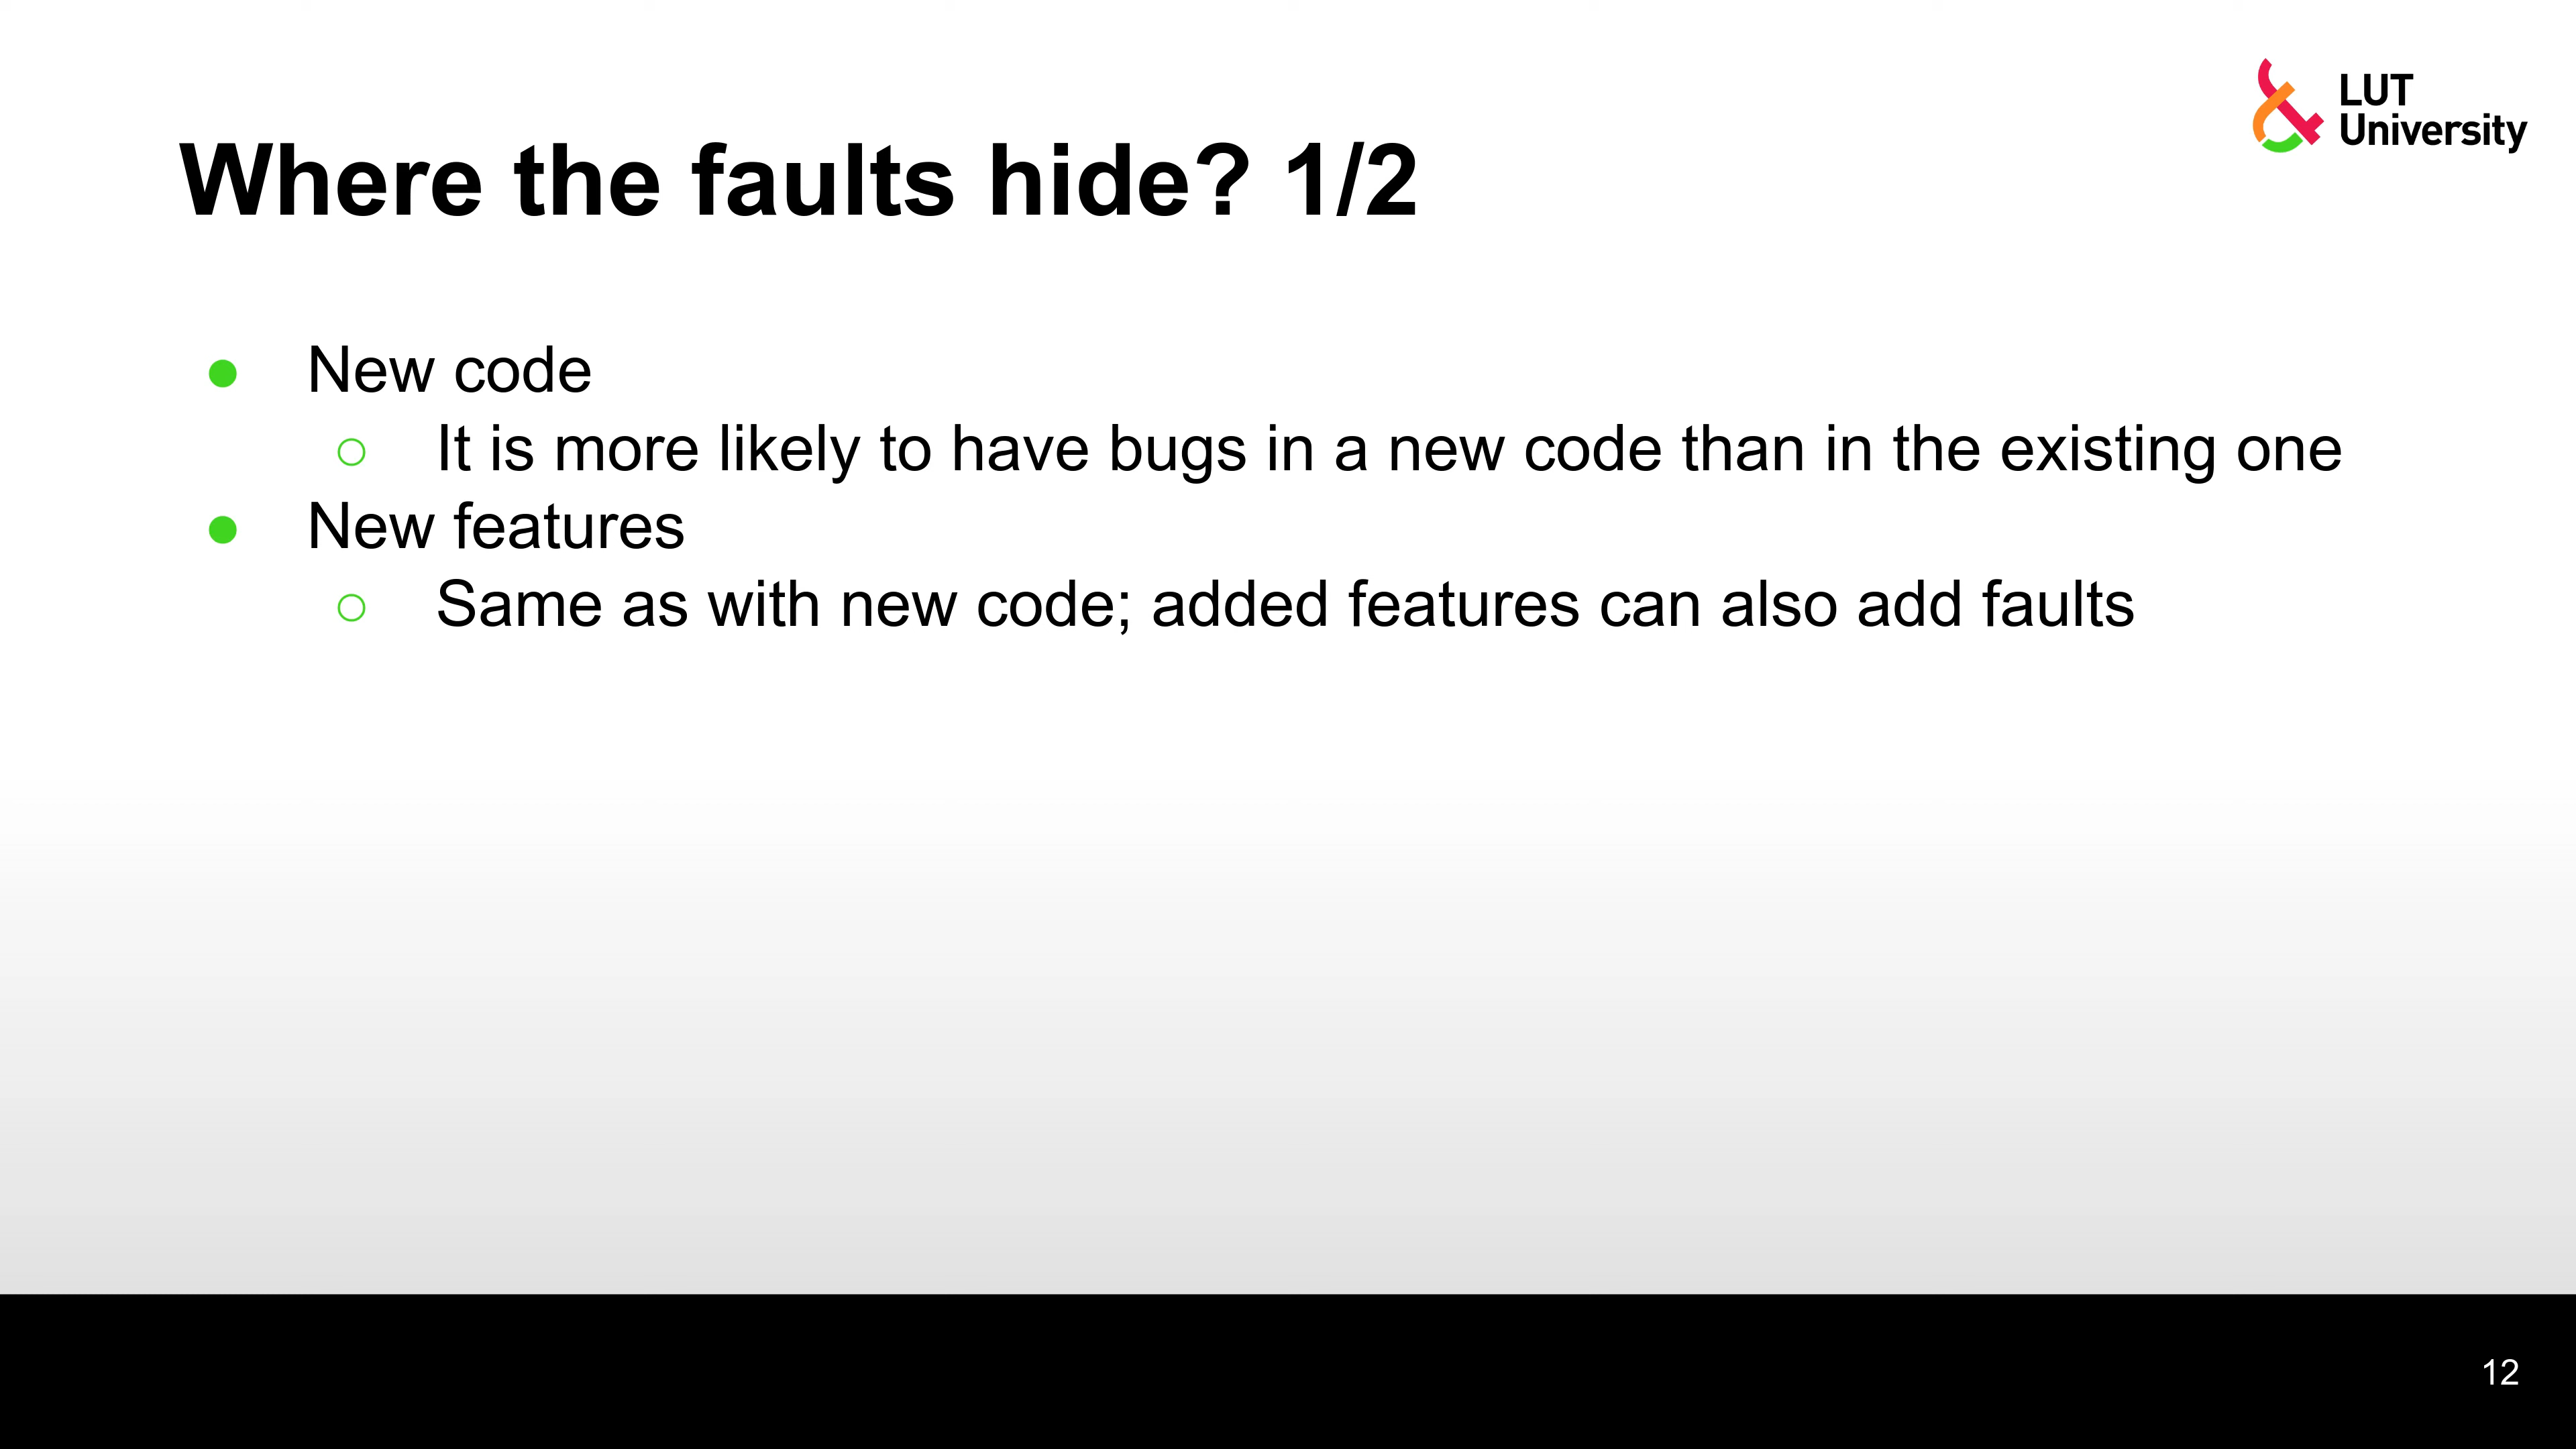 LUT
University
Where the faults hide? 1/2
● New code
○ It is more likely to have bugs in a new code than in the existing one
● New features
○ Same as with new code; added features can also add faults
12